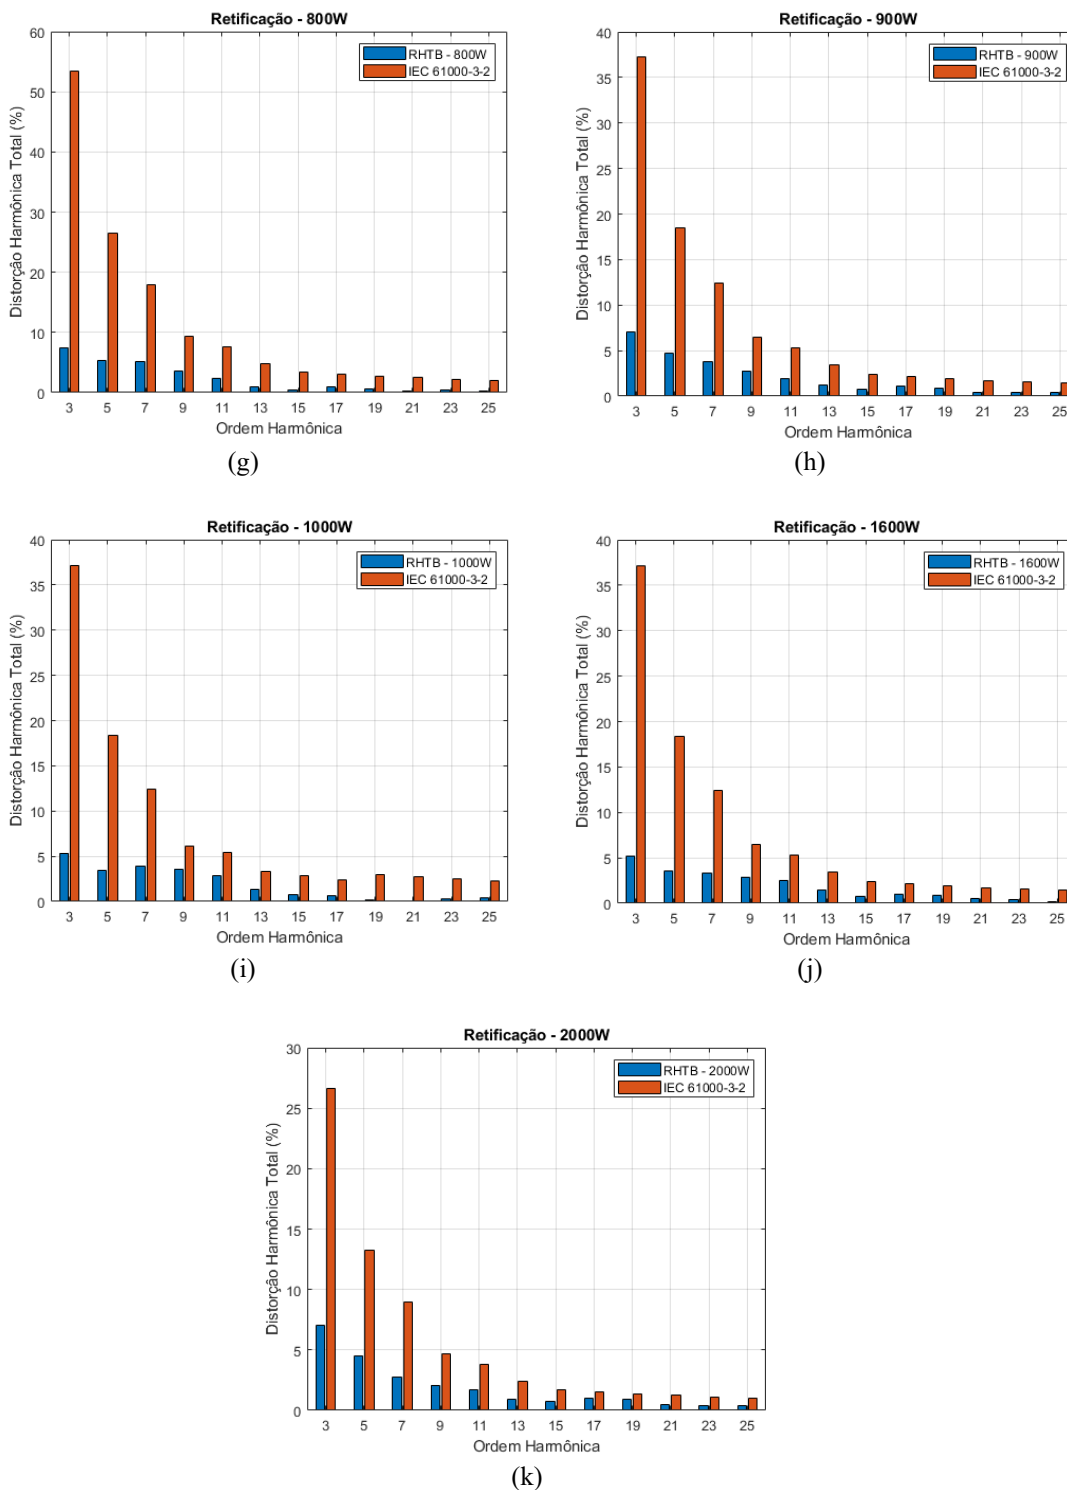 Retificação - 800W
RHTB - 800W
IEC 61000-3-2
Distorção Harmônica Total (%)
60
50
40
30
20
10
0
3 5 7 9 11 13 15 17 19 21 23 25
Ordem Harmônica
(g)
Retificação - 900W
RHTB - 900W
IEC 61000-3-2
Distorção Harmônica Total (%)
40
35
30
25
20
15
10
5
0
3 5 7 9 11 13 15 17 19 21 23 25
Ordem Harmônica
(h)
Retificação - 1000W
RHTB - 1000W
IEC 61000-3-2
Distorção Harmônica Total (%)
40
35
30
25
20
15
10
5
0
3 5 7 9 11 13 15 17 19 21 23 25
Ordem Harmônica
(i)
Retificação - 1600W
RHTB - 1600W
IEC 61000-3-2
Distorção Harmônica Total (%)
40
35
30
25
20
15
10
5
0
3 5 7 9 11 13 15 17 19 21 23 25
Ordem Harmônica
(j)
Retificação - 2000W
RHTB - 2000W
IEC 61000-3-2
Distorção Harmônica Total (%)
30
25
20
15
10
5
0
3 5 7 9 11 13 15 17 19 21 23 25
Ordem Harmônica
(k)